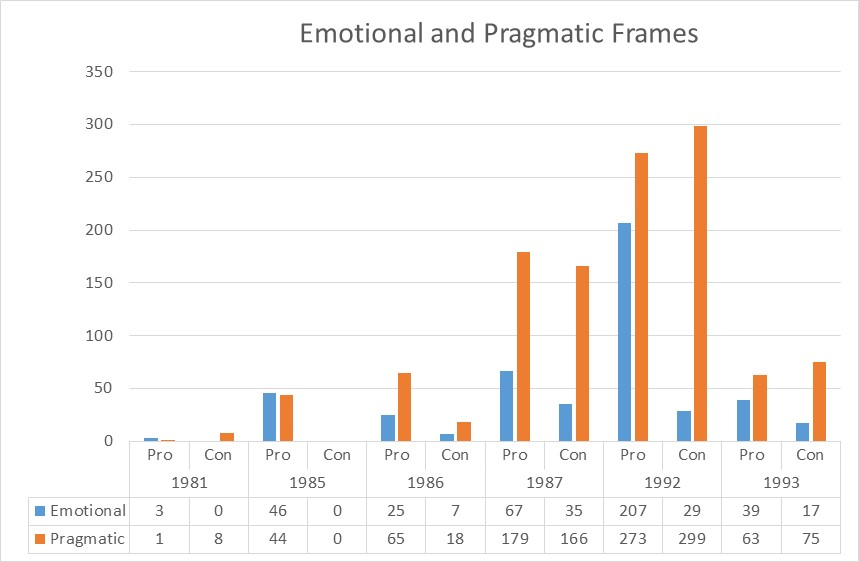 Emotional and Pragmatic Frames
350
300
250
200
150
100
50
0
Pro Con Pro Con Pro Con Pro Con Pro Con Pro Con
1981 1985 1986 1987 1992 1993
Emotional 3 0 46 0 25 7 67 35 207 29 39 17
Pragmatic 1 8 44 0 65 18 179 166 273 299 63 75